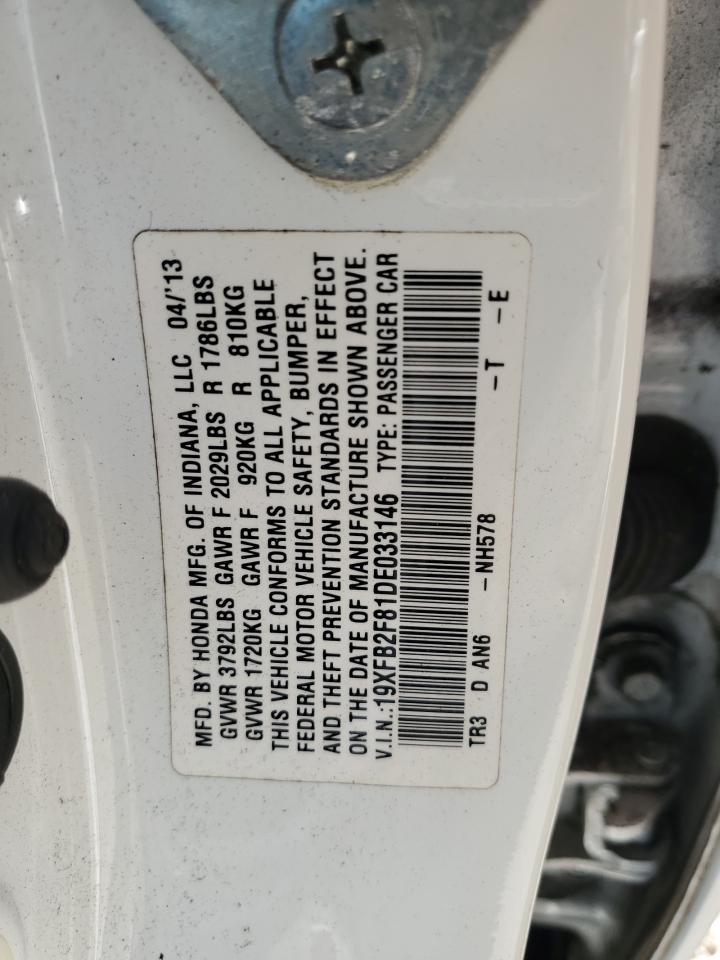 MFD. BY HONDA MFG. OF INDIANA, LLC 04/'13
GVWR 3792LBS GAWR F 2029LBS R 1786LBS
GVWR 1720KG GAWR F 920KG R 810KG
THIS VEHICLE CONFORMS TO ALL APPLICABLE
FEDERAL MOTOR VEHICLE SAFETY, BUMPER,
AND THEFT PREVENTION STANDARDS IN EFFECT
ON THE DATE OF MANUFACTURE SHOWN ABOVE.
V.I.N.:19XFB2F81DE033146 TYPE: PASSENGER CAR
TR3 D AN6 -NH578 -T -E